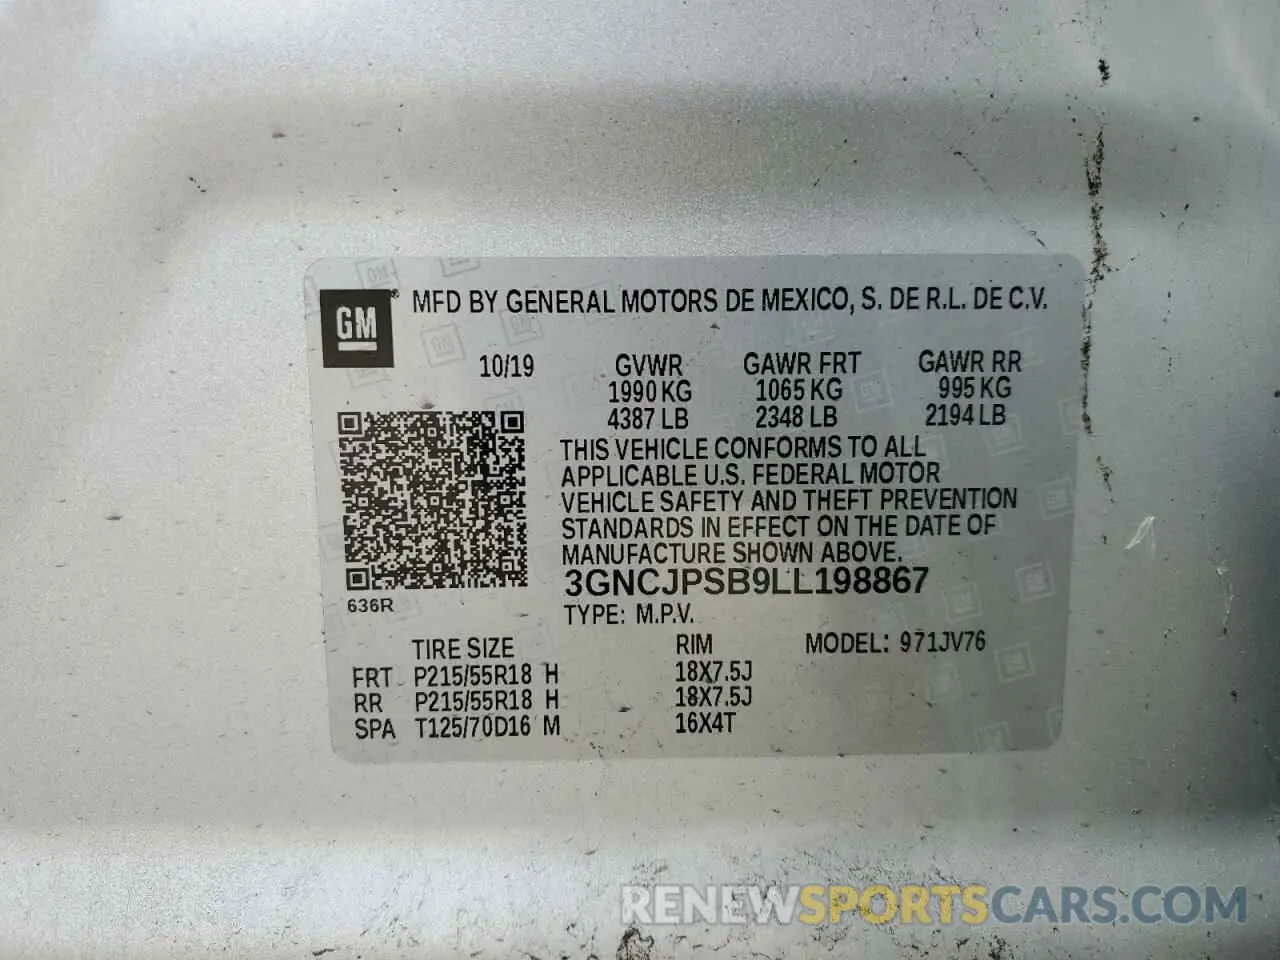 GM
MFD BY GENERAL MOTORS DE MEXICO, S. DE R.L. DE C.V.
10/19 GVWR GAWR FRT GAWR RR
1990 KG 1065 KG 995 KG
4387 LB 2348 LB 2194 LB
THIS VEHICLE CONFORMS TO ALL
APPLICABLE U.S. FEDERAL MOTOR
VEHICLE SAFETY AND THEFT PREVENTION
STANDARDS IN EFFECT ON THE DATE OF
MANUFACTURE SHOWN ABOVE.
3GNCJPSB9LL198867
636R
TYPE: M.P.V.
TIRE SIZE RIM MODEL: 971JV76
FRT P215/55R18 H 18X7.5J
RR P215/55R18 H 18X7.5J
SPA T125/70D16 M 16X4T
RENEWSPORTSCARS.COM